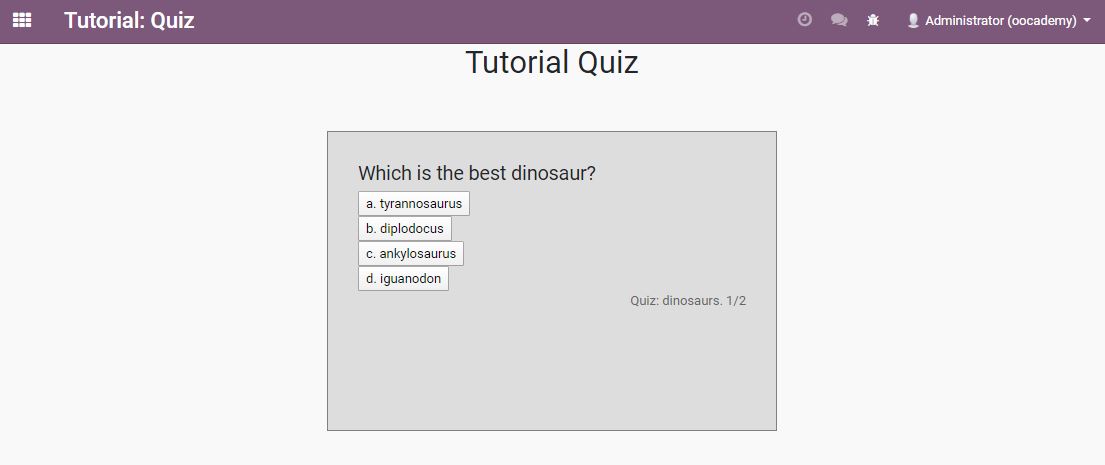 Tutorial: Quiz
Administrator (oocademy)
Tutorial Quiz
Which is the best dinosaur?
a. tyrannosaurus
b. diplodocus
c. ankylosaurus
d. iguanodon
Quiz: dinosaurs. 1/2